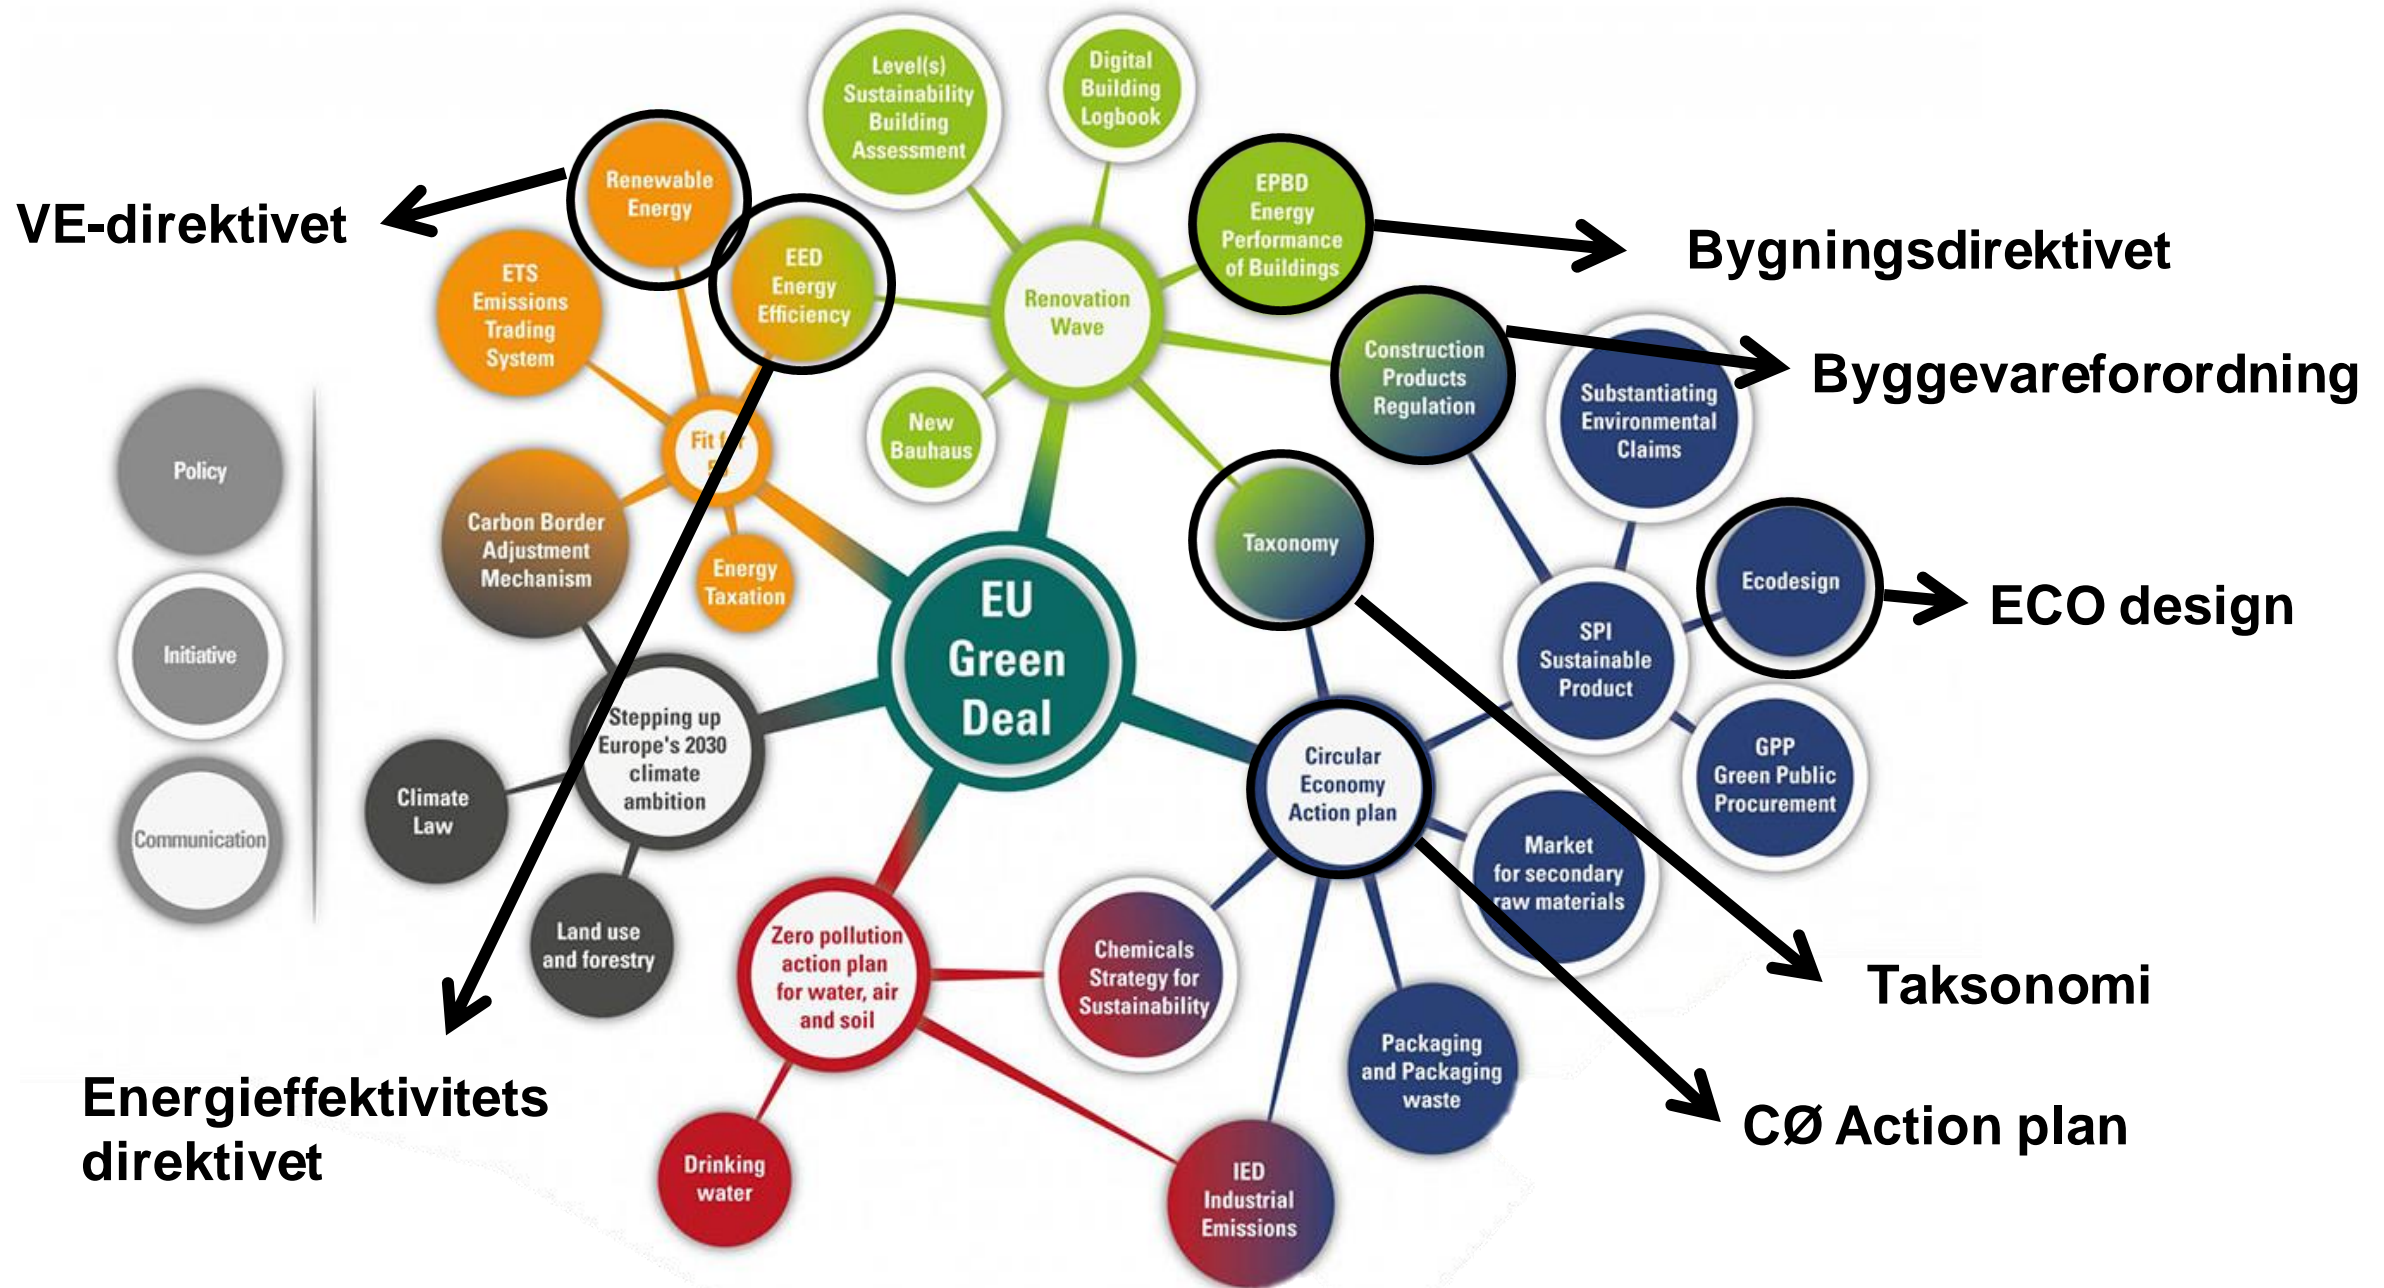 Level(s)
Sustainability
Building
Assessment
Digital
Building
Logbook
Renewable
Energy
EPBD
Energy
Performance
of Buildings
VE-direktivet
Bygningsdirektivet
ETS
Emissions
Trading
System
EED
Energy
Efficiency
Renovation
Wave
Construction
Products
Regulation
Byggevareforordning
Substantiating
Environmental
Claims
New
Bauhaus
Fit for
Policy
Carbon Border
Adjustment
Mechanism
Energy
Taxation
Taxonomy
Ecodesign
ECO design
EU
Green
Deal
SPI
Sustainable
Product
Initiative
Stepping up
Europe's 2030
climate
ambition
Circular
Economy
Action plan
GPP
Green Public
Procurement
Climate
Law
Communication
Market
for secondary
raw materials
Land use
and forestry
Zero pollution
action plan
for water, air
and soil
Chemicals
Strategy for
Sustainability
Taksonomi
Packaging
and Packaging
waste
Energieffektivitets
direktivet
CØ Action plan
Drinking
water
IED
Industrial
Emissions